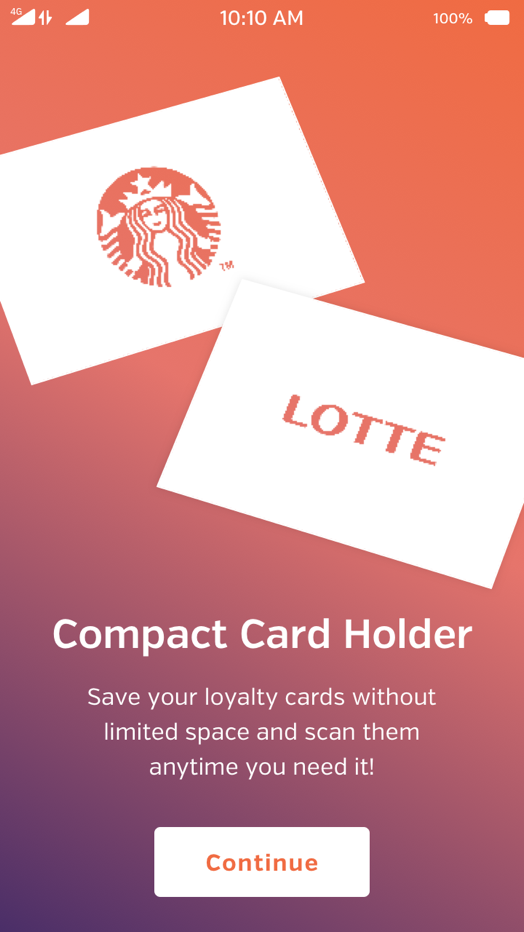 4G 10:10 AM 100%
TM
LOTTE
Compact Card Holder
Save your loyalty cards without
limited space and scan them
anytime you need it!
Continue